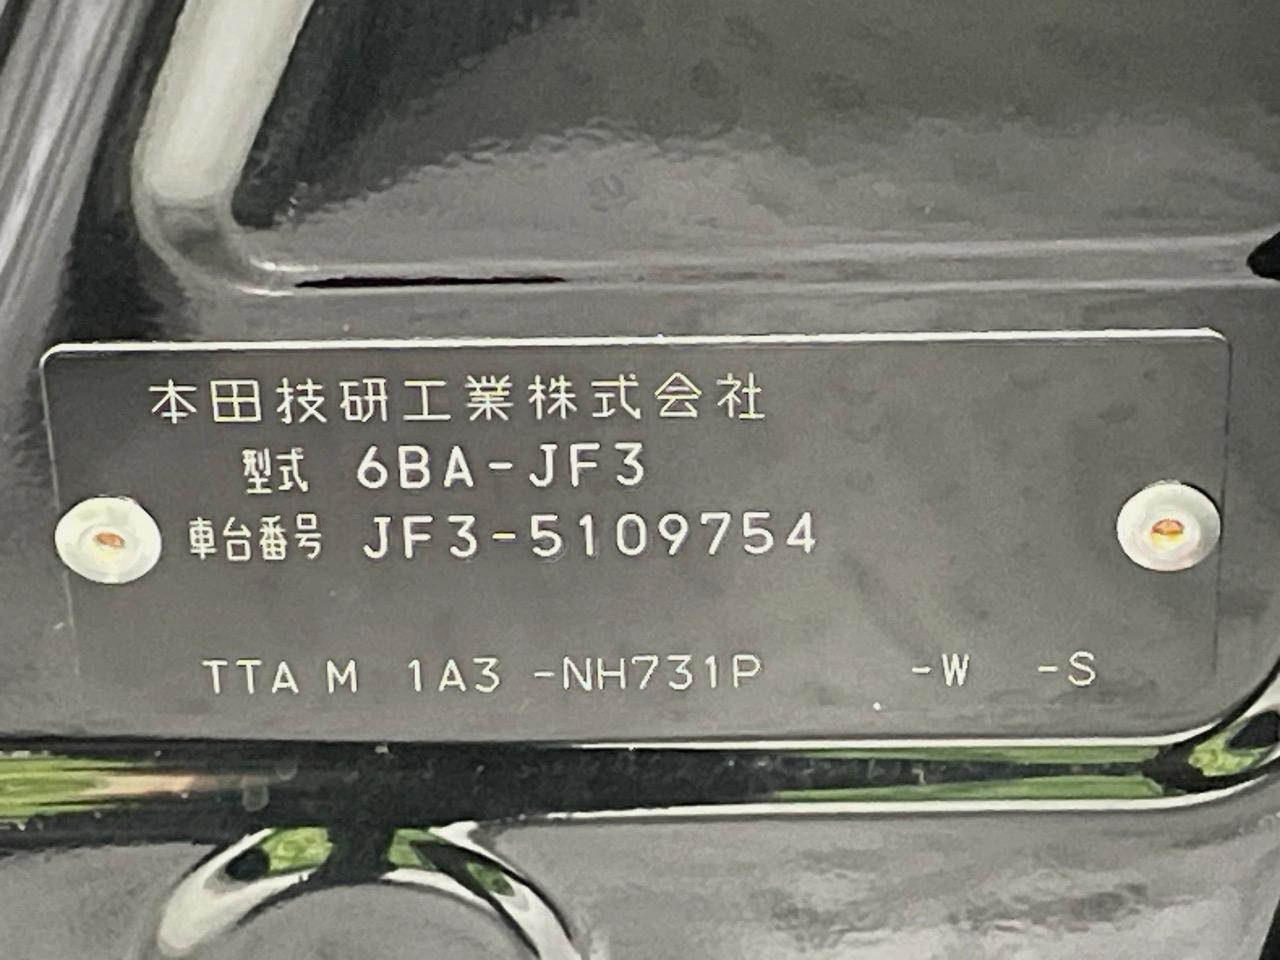 本田技研工業株式会社
型式 6BA-JF3
車台番号 JF3-5109754
TTA M 1A3 -NH731P -W -S